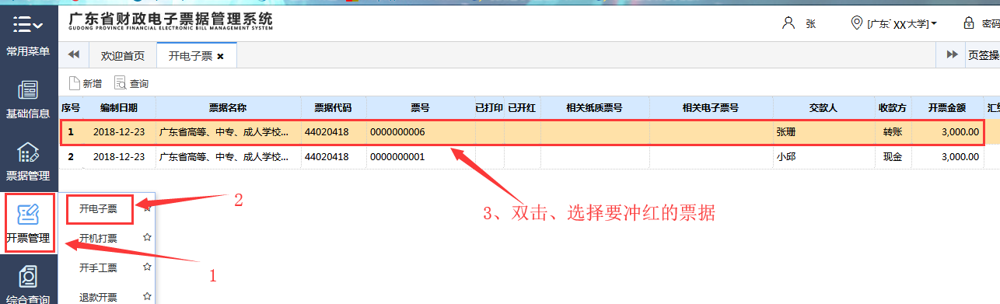 广东省财政电子票据管理系统
GUDONG PROVINCE FINANCIAL ELECTRONIC BILL MANAGEMENT SYSTEM
张
[广东 XX大学]
密码
常用菜单
欢迎首页
开电子票
页签操
新增
查询
基础信息
序号 编制日期 票据名称 票据代码 票号 已打印 已开红 相关纸质票号 相关电子票号 交款人 收款方 开票金额 汇纟
1 2018-12-23 广东省高等、中专、成人学校... 44020418 0000000006 张珊 转账 3,000.00
2 2018-12-23 广东省高等、中专、成人学校... 44020418 0000000001 小邱 现金 3,000.00
票据管理
开电子票
2
3、双击、选择要冲红的票据
开票管理
开机打票
1
开手工票
综合查询
退款开票